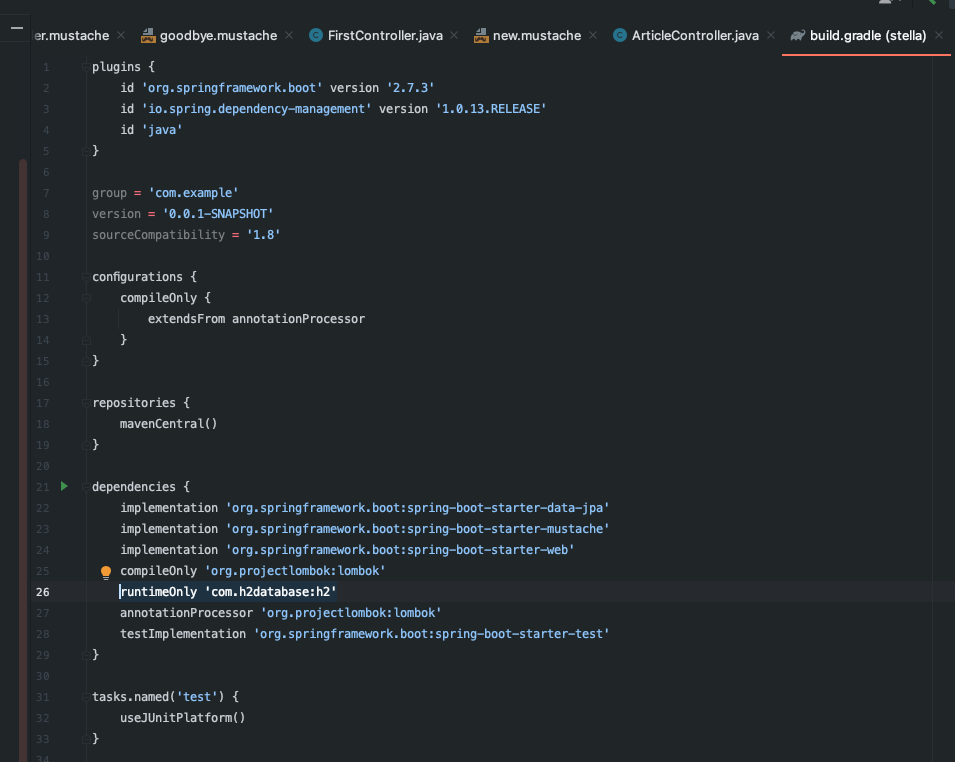 er.mustache goodbye.mustache FirstController.java new.mustache ArticleController.java build.gradle (stella)
1 plugins {
2 id 'org.springframework.boot' version '2.7.3'
3 id 'io.spring.dependency-management' version '1.0.13.RELEASE'
4 id 'java'
5 }
6
7 group = 'com.example'
8 version = '0.0.1-SNAPSHOT'
9 sourceCompatibility = '1.8'
10
11 configurations {
12 compileOnly {
13 extendsFrom annotationProcessor
14 }
15 }
16
17 repositories {
18 mavenCentral()
19 }
20
21 dependencies {
22 implementation 'org.springframework.boot:spring-boot-starter-data-jpa'
23 implementation 'org.springframework.boot:spring-boot-starter-mustache'
24 implementation 'org.springframework.boot:spring-boot-starter-web'
25 compileOnly 'org.projectlombok:lombok'
26 runtimeOnly 'com.h2database:h2'
27 annotationProcessor 'org.projectlombok:lombok'
28 testImplementation 'org.springframework.boot:spring-boot-starter-test'
29 }
30
31 tasks.named('test') {
32 useJUnitPlatform()
33 }
34